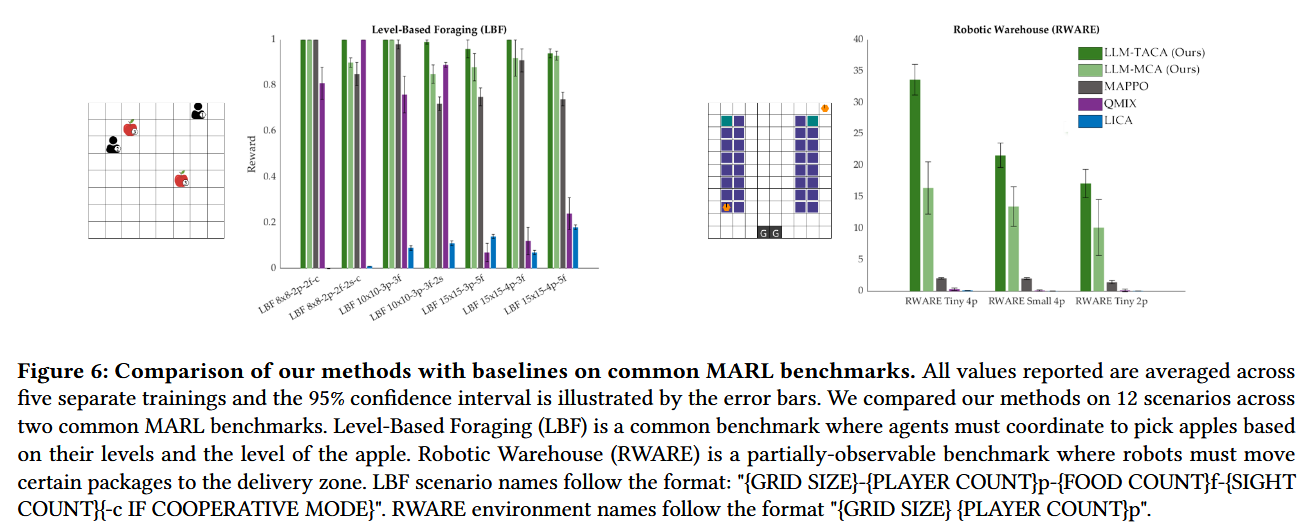 Level-Based Foraging (LBF)
Reward
1
0.8
0.6
0.4
0.2
0
LBF 8x8-2p-2f-c
LBF 8x8-2p-2f-2s-c
LBF 10x10-3p-3f
LBF 10x10-3p-3f-2s
LBF 15x15-3p-5f
LBF 15x15-4p-3f
LBF 15x15-4p-5f
G G
Robotic Warehouse (RWARE)
40
35
30
25
20
15
10
5
0
LLM-TACA (Ours)
LLM-MCA (Ours)
MAPPO
QMIX
LICA
RWARE Tiny 4p
RWARE Small 4p
RWARE Tiny 2p
Figure 6: Comparison of our methods with baselines on common MARL benchmarks. All values reported are averaged across
five separate trainings and the 95% confidence interval is illustrated by the error bars. We compared our methods on 12 scenarios across
two common MARL benchmarks. Level-Based Foraging (LBF) is a common benchmark where agents must coordinate to pick apples based
on their levels and the level of the apple. Robotic Warehouse (RWARE) is a partially-observable benchmark where robots must move
certain packages to the delivery zone. LBF scenario names follow the format: "{GRID SIZE}-{PLAYER COUNT}p-{FOOD COUNT}f-{SIGHT
COUNT}{-c IF COOPERATIVE MODE}". RWARE environment names follow the format "{GRID SIZE} {PLAYER COUNT}p".